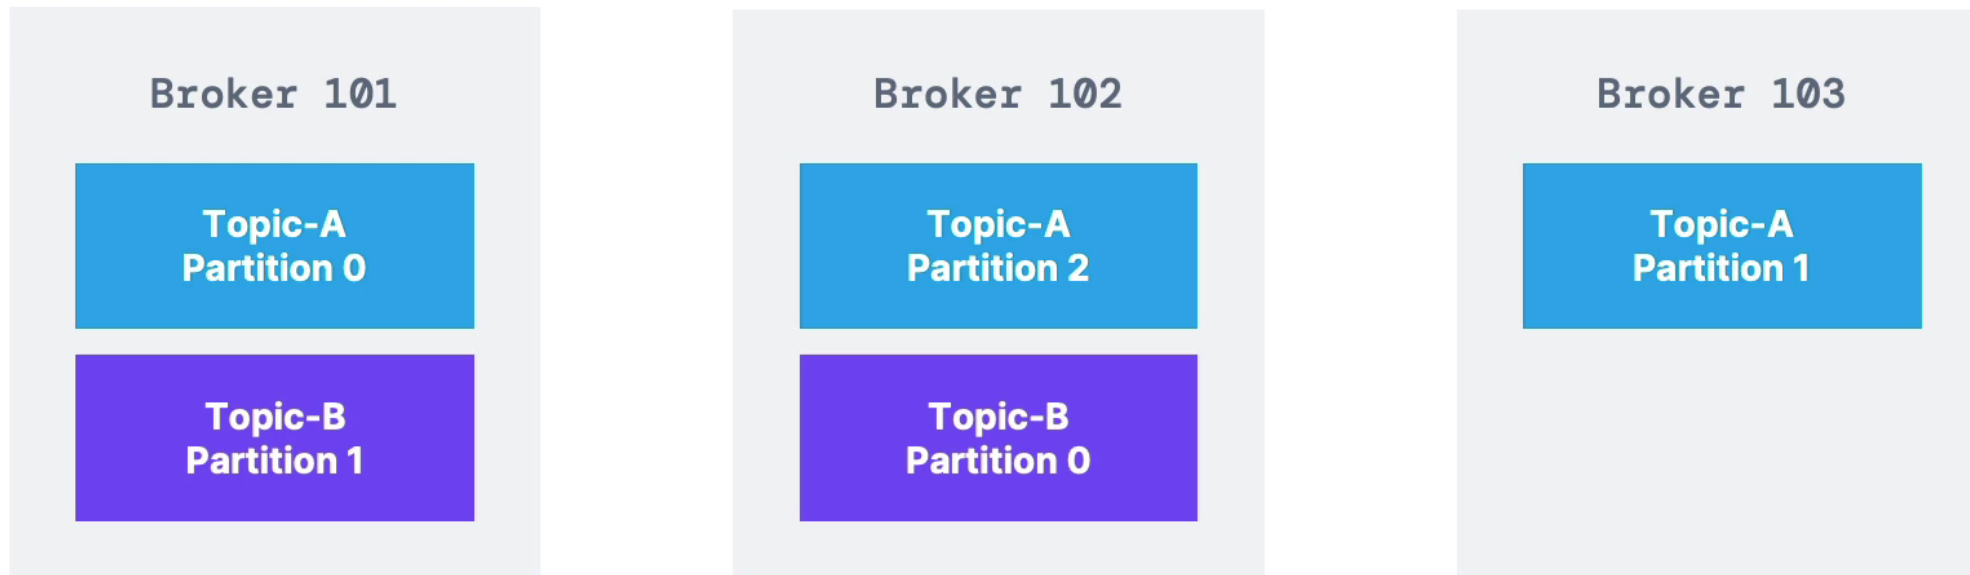 Broker 101
Topic-A
Partition 0
Topic-B
Partition 1
Broker 102
Topic-A
Partition 2
Topic-B
Partition 0
Broker 103
Topic-A
Partition 1